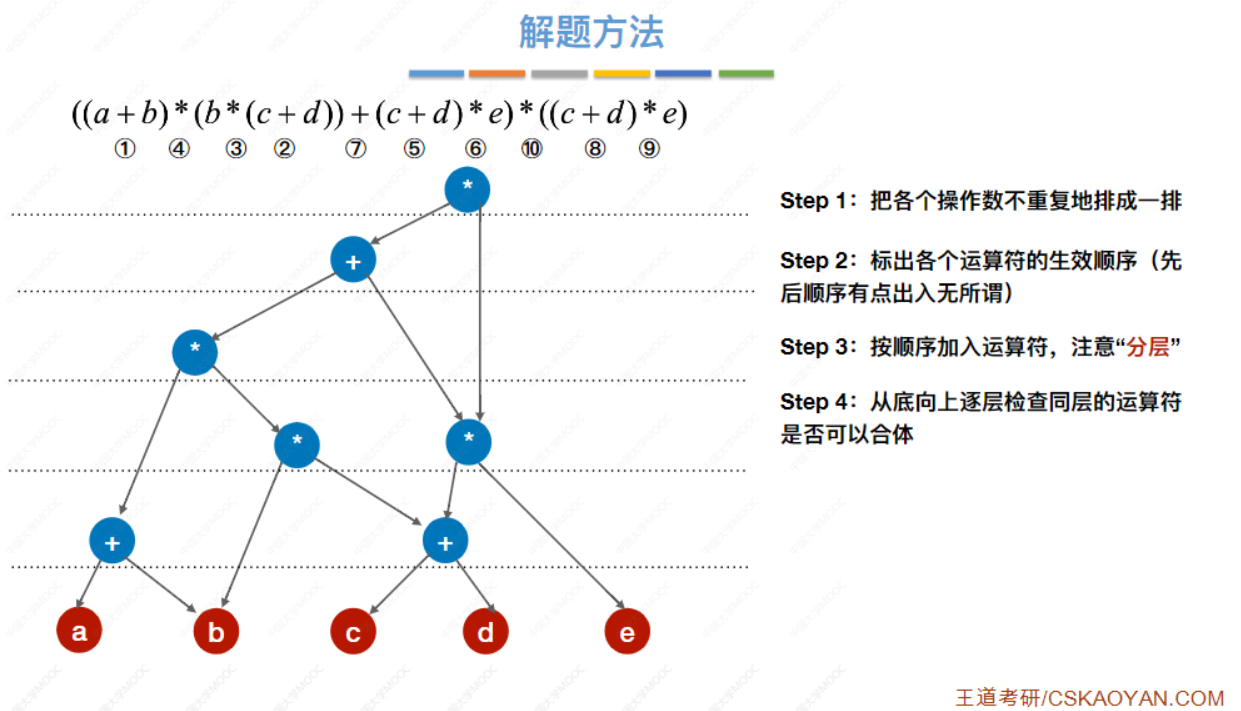 解题方法
((a+b)*(b*(c+d))+(c+d)*e)*((c+d)*e)
① ④ ③ ② ⑦ ⑤ ⑥ ⑩ ⑧ ⑨
*
+
*
*
*
+
+
a
b
c
d
e
Step 1：把各个操作数不重复地排成一排
Step 2：标出各个运算符的生效顺序（先
后顺序有点出入无所谓）
Step 3：按顺序加入运算符，注意“分层”
Step 4：从底向上逐层检查同层的运算符
是否可以合体
王道考研/CSKAOYAN.COM